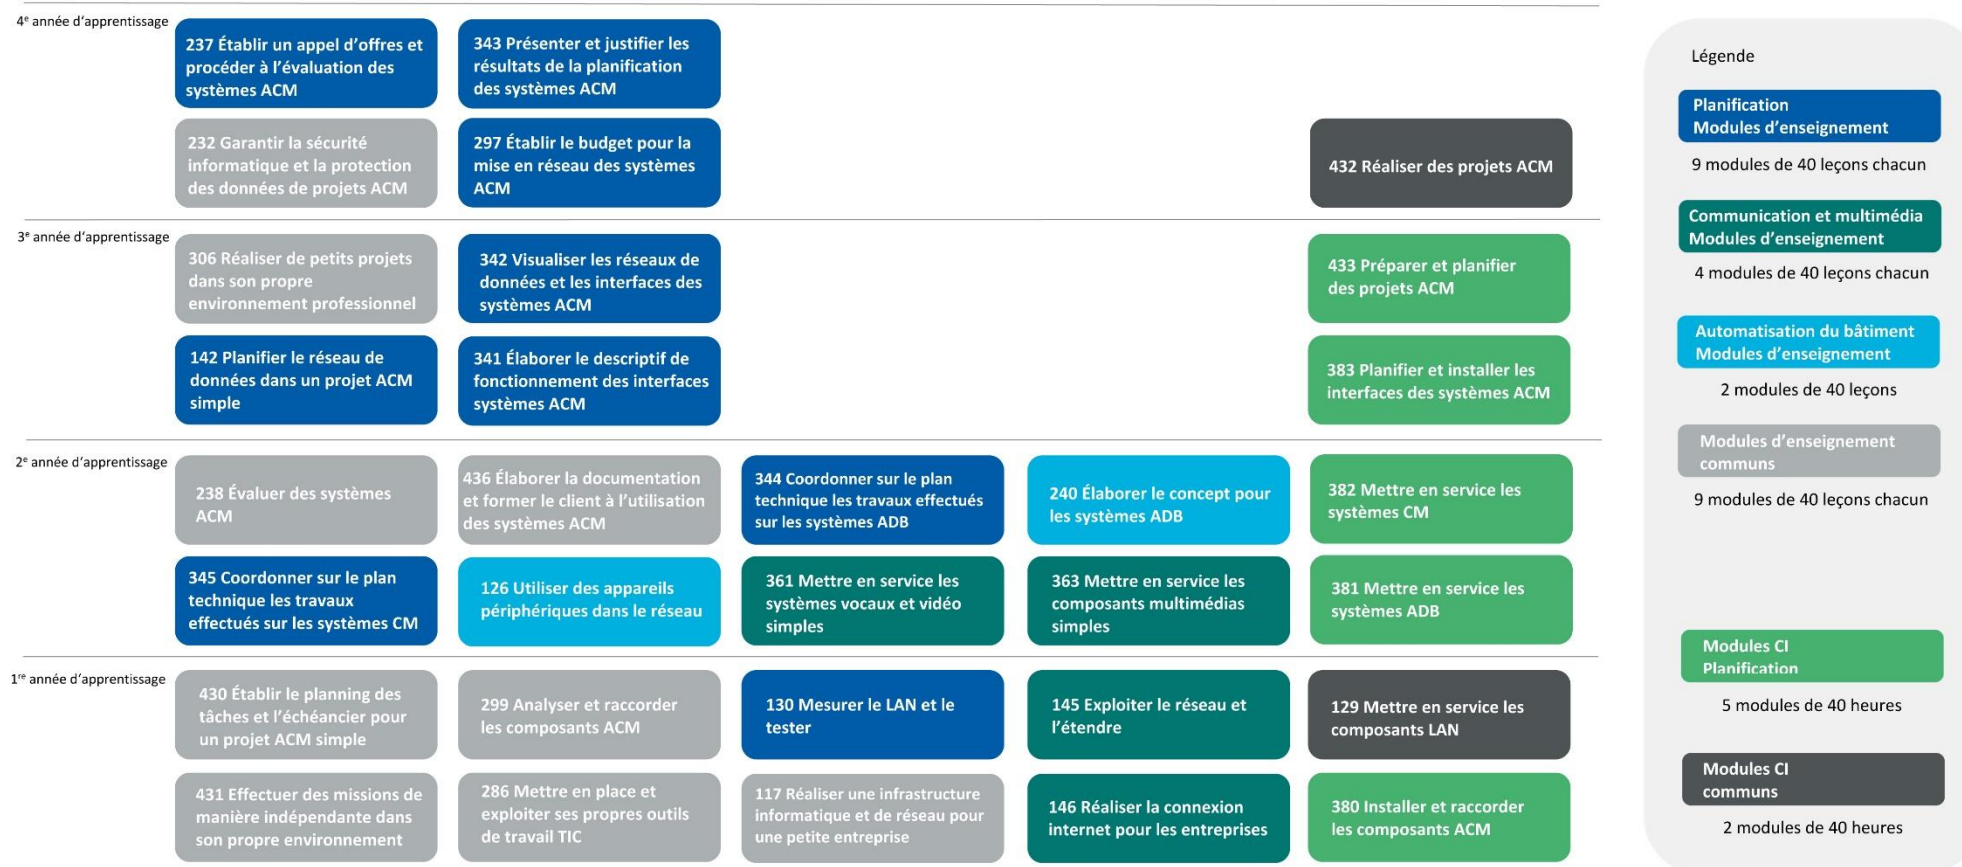 4e année d'apprentissage
237 Établir un appel d'offres et
procéder à l'évaluation des
systèmes ACM
343 Présenter et justifier les
résultats de la planification
des systèmes ACM
232 Garantir la sécurité
informatique et la protection
des données de projets ACM
297 Établir le budget pour la
mise en réseau des systèmes
ACM
432 Réaliser des projets ACM
3e année d'apprentissage
306 Réaliser de petits projets
dans son propre
environnement professionnel
342 Visualiser les réseaux de
données et les interfaces des
systèmes ACM
433 Préparer et planifier
des projets ACM
142 Planifier le réseau de
données dans un projet ACM
simple
341 Élaborer le descriptif de
fonctionnement des interfaces
systèmes ACM
383 Planifier et installer les
interfaces des systèmes ACM
2e année d'apprentissage
238 Évaluer des systèmes
ACM
436 Élaborer la documentation
et former le client à l'utilisation
des systèmes ACM
344 Coordonner sur le plan
technique les travaux effectués
sur les systèmes ADB
240 Élaborer le concept pour
les systèmes ADB
382 Mettre en service les
systèmes CM
345 Coordonner sur le plan
technique les travaux
effectués sur les systèmes CM
126 Utiliser des appareils
périphériques dans le réseau
361 Mettre en service les
systèmes vocaux et vidéo
simples
363 Mettre en service les
composants multimédias
simples
381 Mettre en service les
systèmes ADB
1re année d'apprentissage
430 Établir le planning des
tâches et l'échéancier pour
un projet ACM simple
299 Analyser et raccorder
les composants ACM
130 Mesurer le LAN et le
tester
145 Exploiter le réseau et
l'étendre
129 Mettre en service les
composants LAN
431 Effectuer des missions de
manière indépendante dans
son propre environnement
286 Mettre en place et
exploiter ses propres outils
de travail TIC
117 Réaliser une infrastructure
informatique et de réseau pour
une petite entreprise
146 Réaliser la connexion
internet pour les entreprises
380 Installer et raccorder
les composants ACM
Légende
Planification
Modules d'enseignement
9 modules de 40 leçons chacun
Communication et multimédia
Modules d'enseignement
4 modules de 40 leçons chacun
Automatisation du bâtiment
Modules d'enseignement
2 modules de 40 leçons
Modules d'enseignement
communs
9 modules de 40 leçons chacun
Modules CI
Planification
5 modules de 40 heures
Modules CI
communs
2 modules de 40 heures